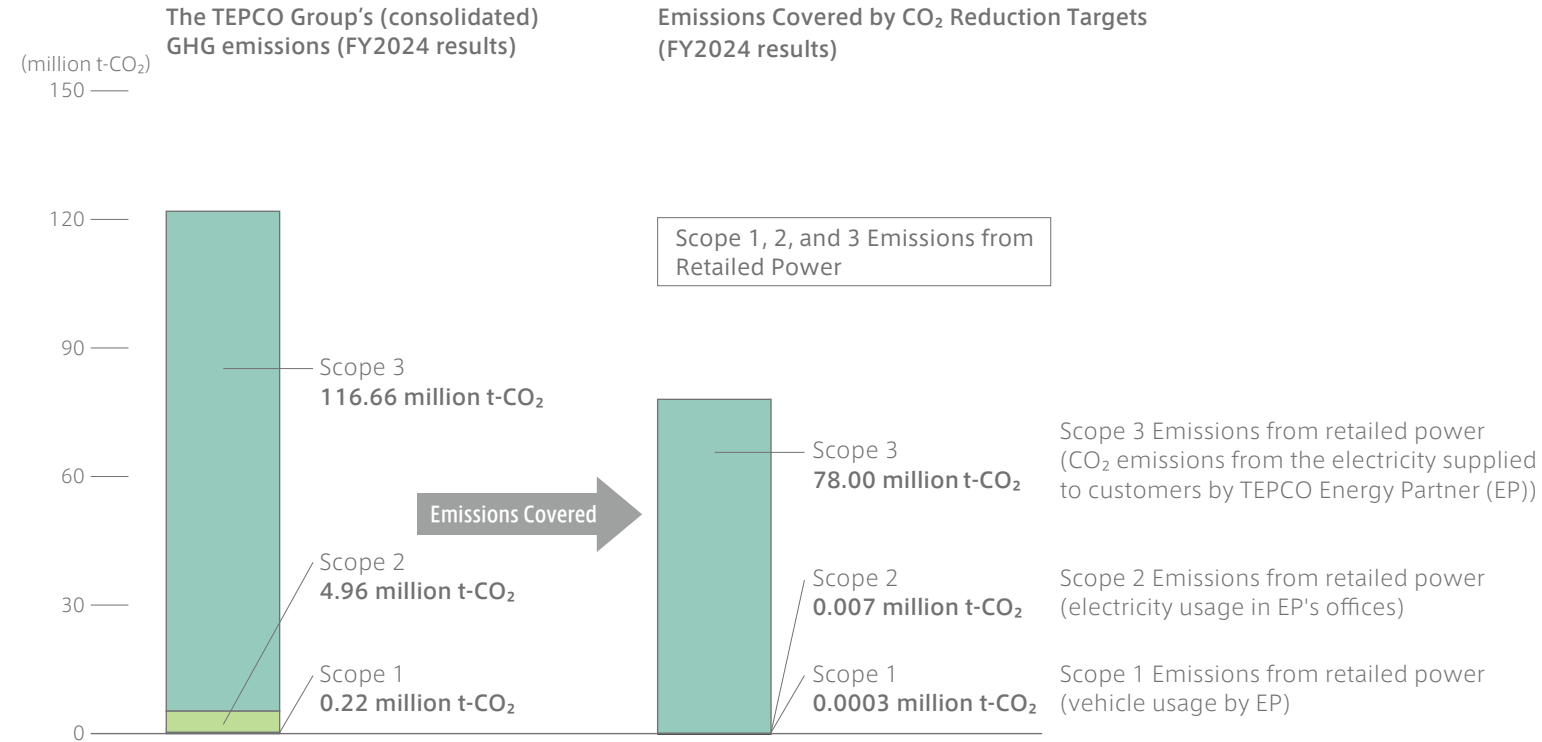 The TEPCO Group's (consolidated)
GHG emissions (FY2024 results)
Emissions Covered by CO₂ Reduction Targets
(FY2024 results)
(million t-CO₂)
150
120
90
60
30
0
Scope 3
116.66 million t-CO₂
Scope 2
4.96 million t-CO₂
Scope 1
0.22 million t-CO₂
Emissions Covered
Scope 1, 2, and 3 Emissions from
Retailed Power
Scope 3
78.00 million t-CO₂
Scope 3 Emissions from retailed power
(CO₂ emissions from the electricity supplied
to customers by TEPCO Energy Partner (EP))
Scope 2
0.007 million t-CO₂
Scope 2 Emissions from retailed power
(electricity usage in EP's offices)
Scope 1
0.0003 million t-CO₂
Scope 1 Emissions from retailed power
(vehicle usage by EP)